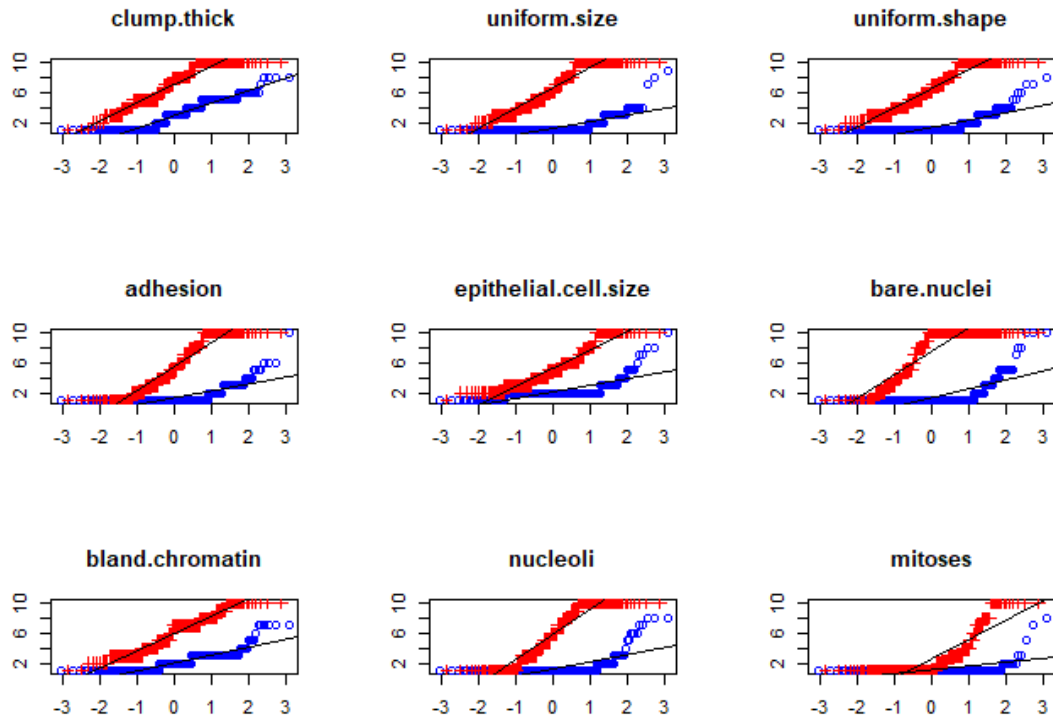 clump.thick
uniform.size
uniform.shape
10
6
2
-3 -2 -1 0 1 2 3
10
6
2
-3 -2 -1 0 1 2 3
10
6
2
-3 -2 -1 0 1 2 3
adhesion
epithelial.cell.size
bare.nuclei
10
6
2
-3 -2 -1 0 1 2 3
10
6
2
-3 -2 -1 0 1 2 3
10
6
2
-3 -2 -1 0 1 2 3
bland.chromatin
nucleoli
mitoses
10
6
2
-3 -2 -1 0 1 2 3
10
6
2
-3 -2 -1 0 1 2 3
10
6
2
-3 -2 -1 0 1 2 3